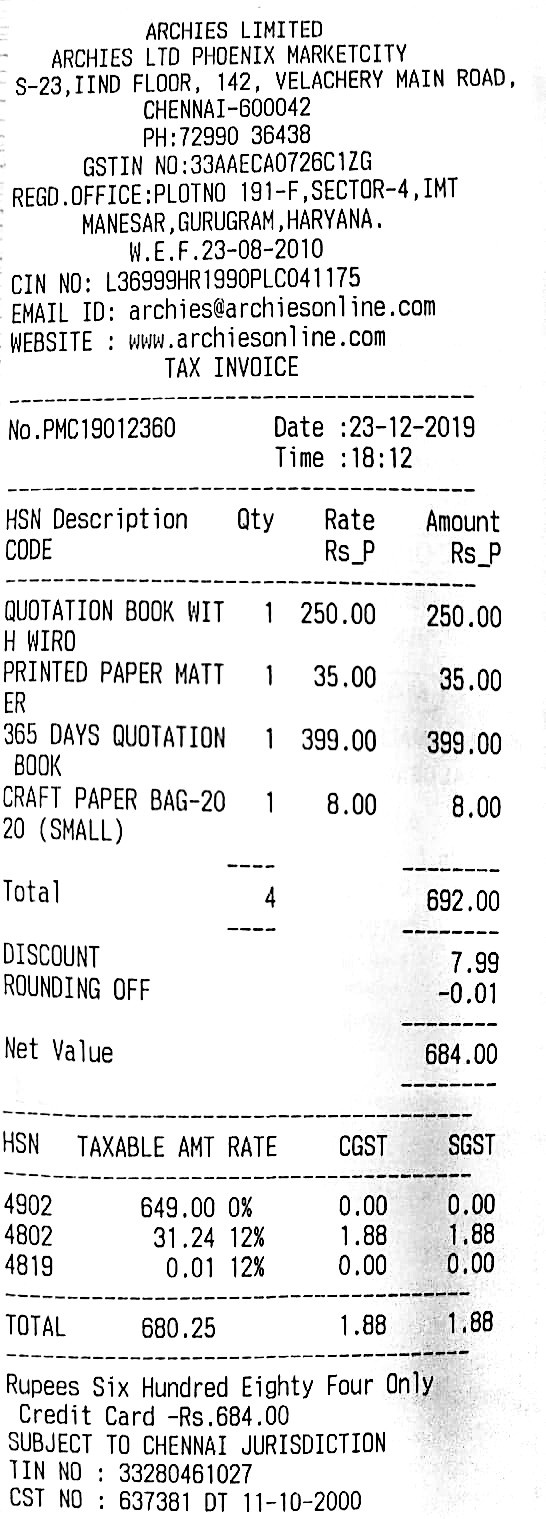 ARCHIES LIMITED
ARCHIES LTD PHOENIX MARKETCITY
S-23,IIND FLOOR, 142, VELACHERY MAIN ROAD,
CHENNAI-600042
PH:72990 36438
GSTIN NO:33AAECA0726C1ZG
REGD.OFFICE:PLOTNO 191-F,SECTOR-4,IMT
MANESAR,GURUGRAM,HARYANA.
W.E.F.23-08-2010
CIN NO: L36999HR1990PLC041175
EMAIL ID: archies@archiesonline.com
WEBSITE : www.archiesonline.com
TAX INVOICE
No.PMC19012360 Date :23-12-2019
Time :18:12
HSN Description Qty Rate Amount
CODE Rs_P Rs_P
QUOTATION BOOK WIT 1 250.00 250.00
H WIRO
PRINTED PAPER MATT 1 35.00 35.00
ER
365 DAYS QUOTATION 1 399.00 399.00
BOOK
CRAFT PAPER BAG-20 1 8.00 8.00
20 (SMALL)
Total 4 692.00
DISCOUNT 7.99
ROUNDING OFF -0.01
Net Value 684.00
HSN TAXABLE AMT RATE CGST SGST
4902 649.00 0% 0.00 0.00
4802 31.24 12% 1.88 1.88
4819 0.01 12% 0.00 0.00
TOTAL 680.25 1.88 1.88
Rupees Six Hundred Eighty Four Only
Credit Card -Rs.684.00
SUBJECT TO CHENNAI JURISDICTION
TIN NO : 33280461027
CST NO : 637381 DT 11-10-2000